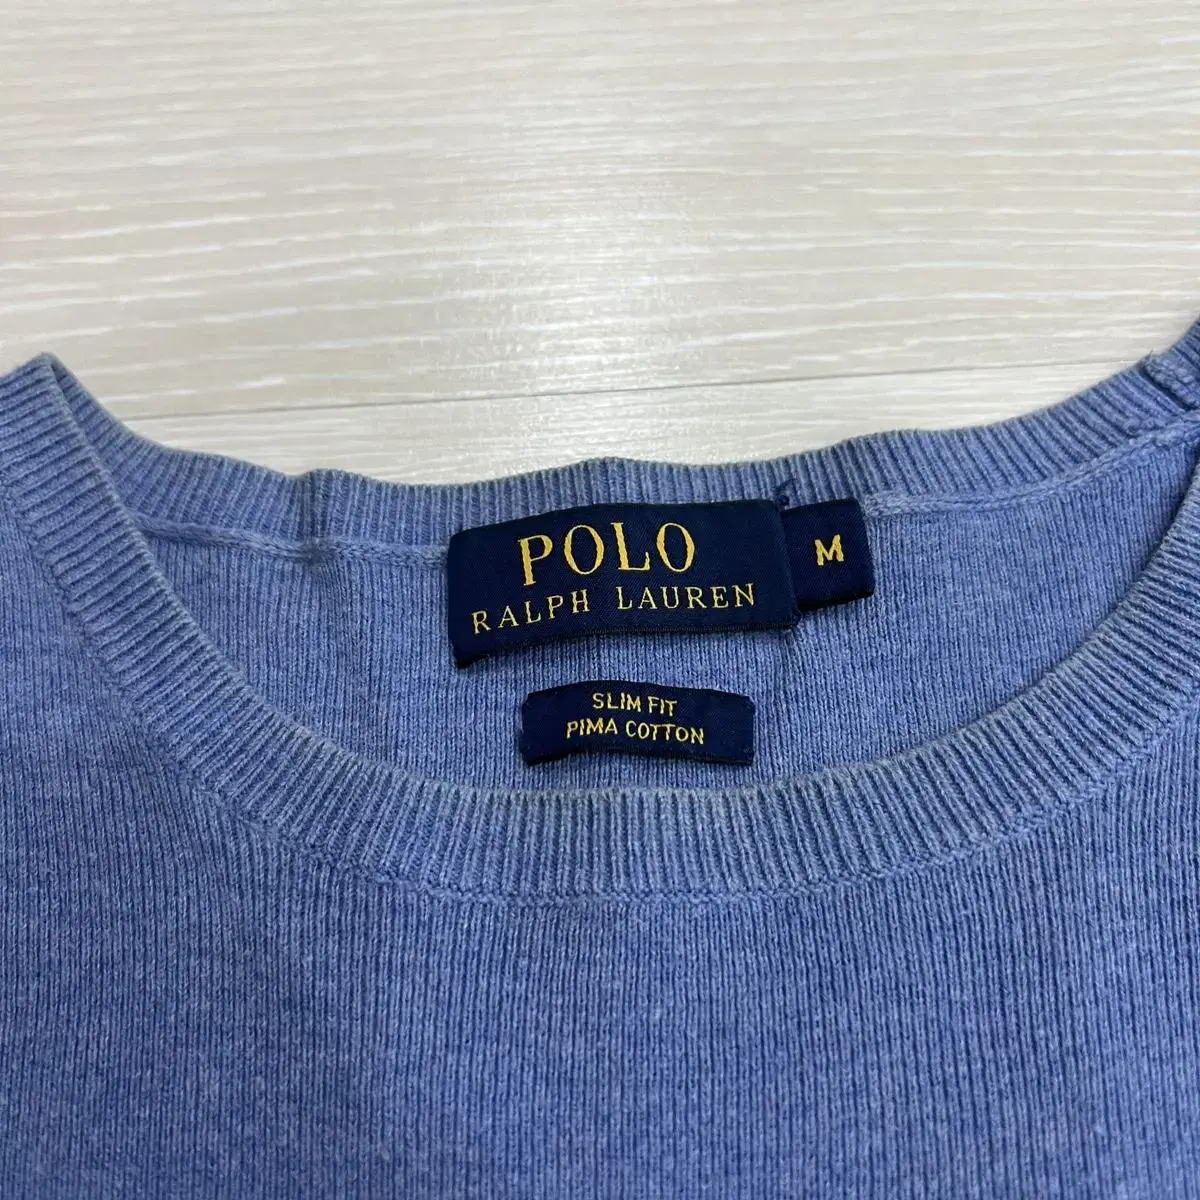 POLO
RALPH LAUREN
M
SLIM FIT
PIMA COTTON